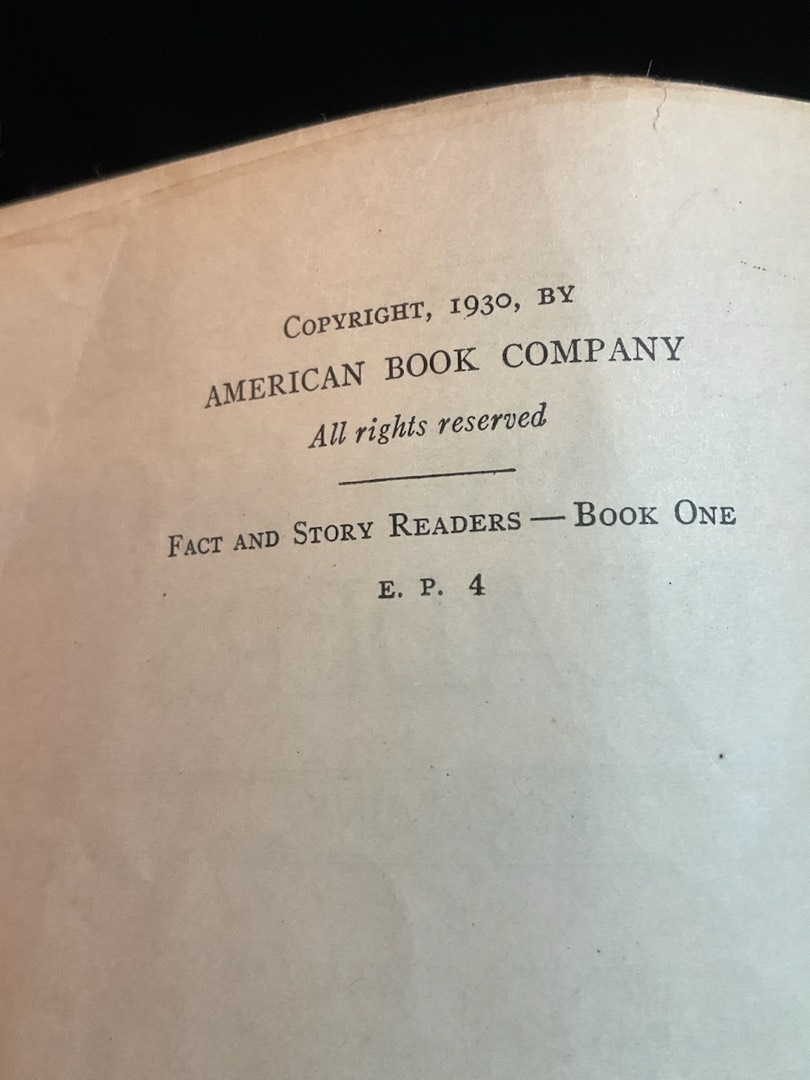 COPYRIGHT, 1930, BY
AMERICAN BOOK COMPANY
All rights reserved
FACT AND STORY READERS — BOOK ONE
E. P. 4